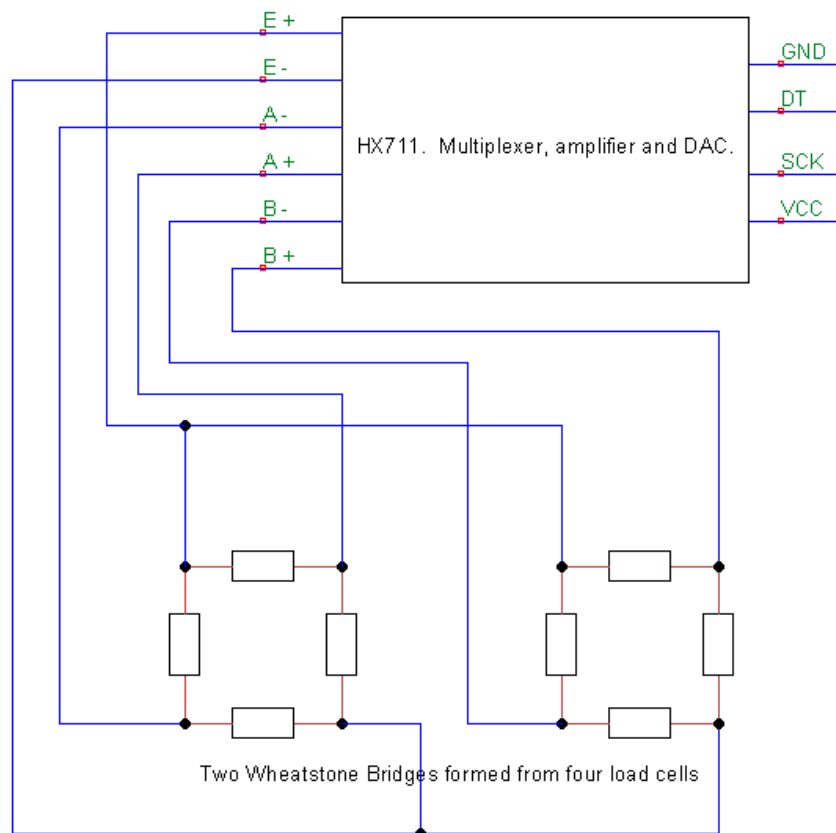 E +
E -
A -
A +
B -
B +
HX711.  Multiplexer, amplifier and DAC.
GND
DT
SCK
VCC
Two Wheatstone Bridges formed from four load cells